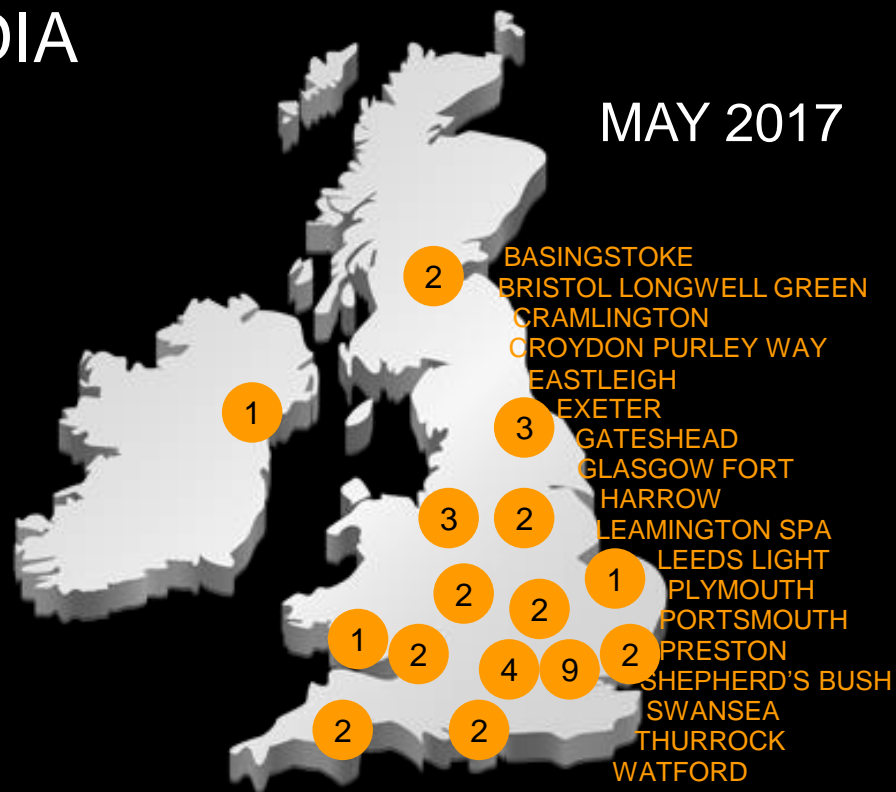 DIA
MAY 2017
BASINGSTOKE
BRISTOL LONGWELL GREEN
CRAMLINGTON
CROYDON PURLEY WAY
EASTLEIGH
EXETER
GATESHEAD
GLASGOW FORT
HARROW
LEAMINGTON SPA
LEEDS LIGHT
PLYMOUTH
PORTSMOUTH
PRESTON
SHEPHERD'S BUSH
SWANSEA
THURROCK
WATFORD
2
1
3
3
2
1
2
2
1
2
4
9
2
2
2